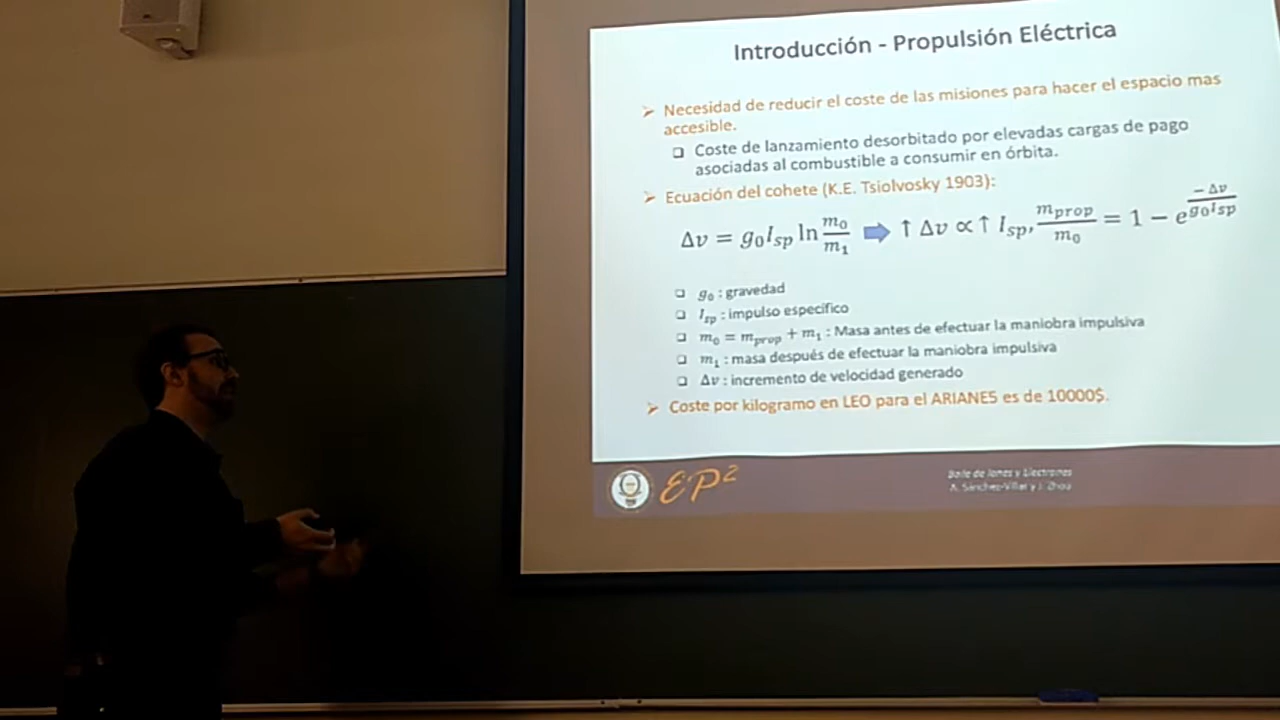 Introducción - Propulsión Eléctrica
➢ Necesidad de reducir el coste de las misiones para hacer el espacio mas
accesible.
❑ Coste de lanzamiento desorbitado por elevadas cargas de pago
asociadas al combustible a consumir en órbita.
➢ Ecuación del cohete (K.E. Tsiolvosky 1903):
Δv = g₀I_sp ln m₀/m₁ ➡ ↑ Δv ∝ ↑ I_sp, m_prop/m₀ = 1 − e^(−Δv/(g₀I_sp))
❑ g₀ : gravedad
❑ I_sp : impulso específico
❑ m₀ = m_prop + m₁ : Masa antes de efectuar la maniobra impulsiva
❑ m₁ : masa después de efectuar la maniobra impulsiva
❑ Δv : incremento de velocidad generado
➢ Coste por kilogramo en LEO para el ARIANE5 es de 10000$.
EP²
Baile de Iones y Electrones
A. Sánchez-Villar y J. Zhou